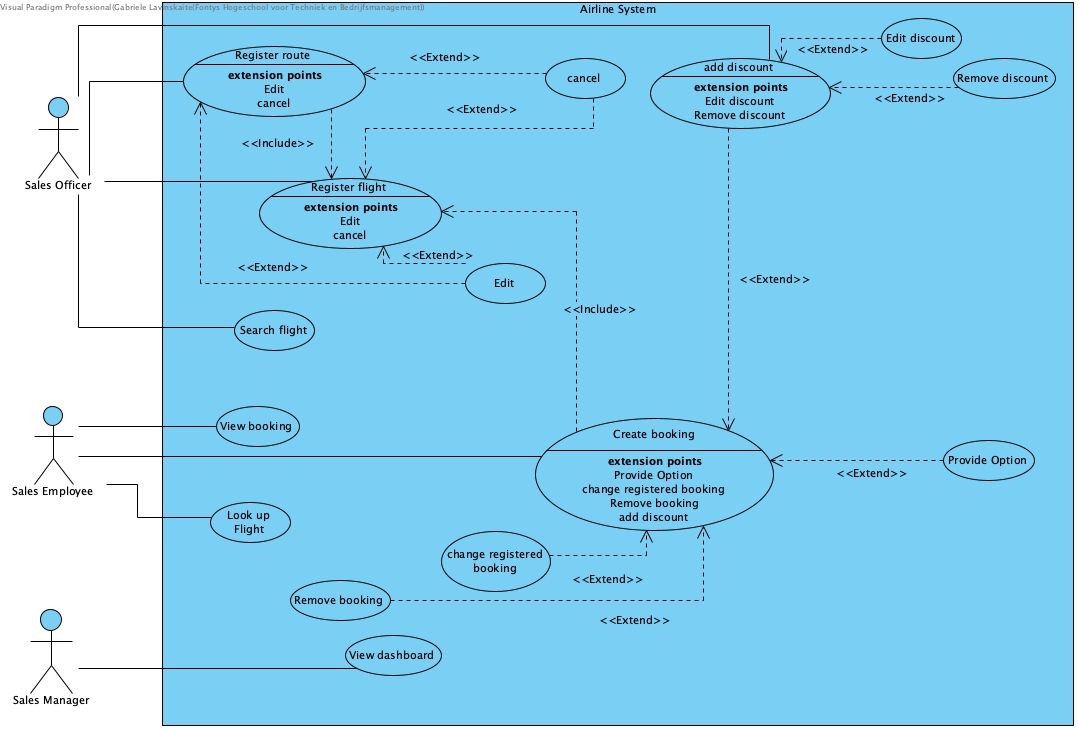 Visual Paradigm Professional(Gabriele Lavinskaite(Fontys Hogeschool voor Techniek en Bedrijfsmanagement))
Airline System
Edit discount
<<Extend>>
Register route
extension points
Edit
cancel
<<Extend>>
cancel
add discount
extension points
Edit discount
Remove discount
Remove discount
<<Extend>>
<<Extend>>
<<Include>>
Sales Officer
Register flight
extension points
Edit
cancel
<<Extend>>
<<Extend>>
Edit
<<Extend>>
<<Include>>
Search flight
View booking
Create booking
extension points
Provide Option
change registered booking
Remove booking
add discount
Provide Option
<<Extend>>
Sales Employee
Look up
Flight
change registered
booking
<<Extend>>
Remove booking
<<Extend>>
View dashboard
Sales Manager